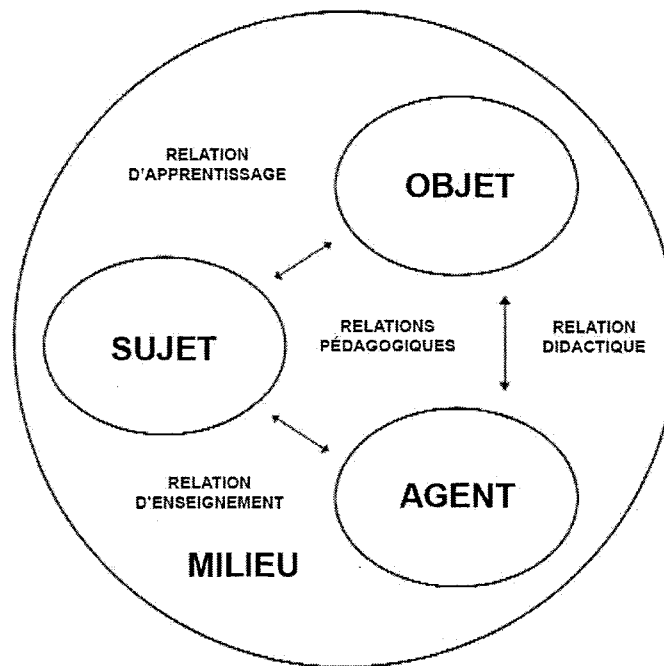 RELATION
D'APPRENTISSAGE
OBJET
SUJET
RELATIONS
PÉDAGOGIQUES
RELATION
DIDACTIQUE
RELATION
D'ENSEIGNEMENT
AGENT
MILIEU